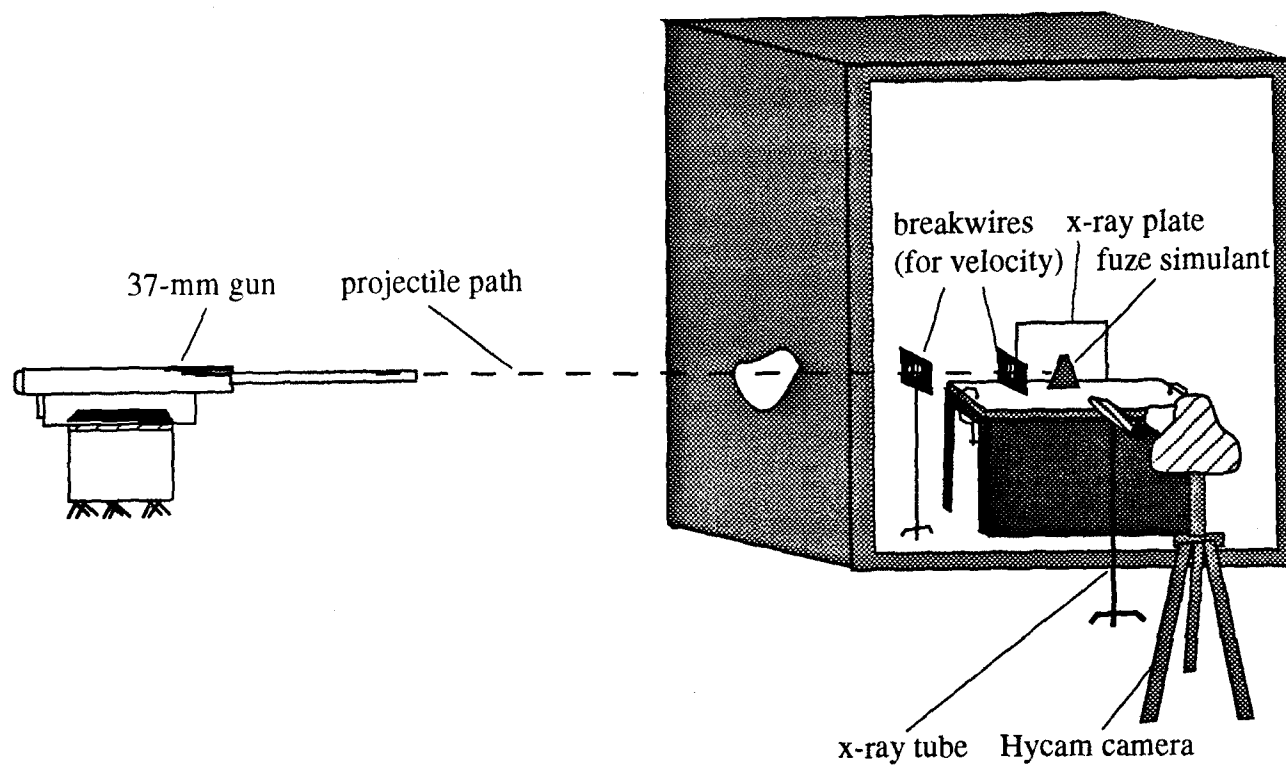 breakwires x-ray plate
(for velocity) fuze simulant
37-mm gun projectile path
x-ray tube Hycam camera